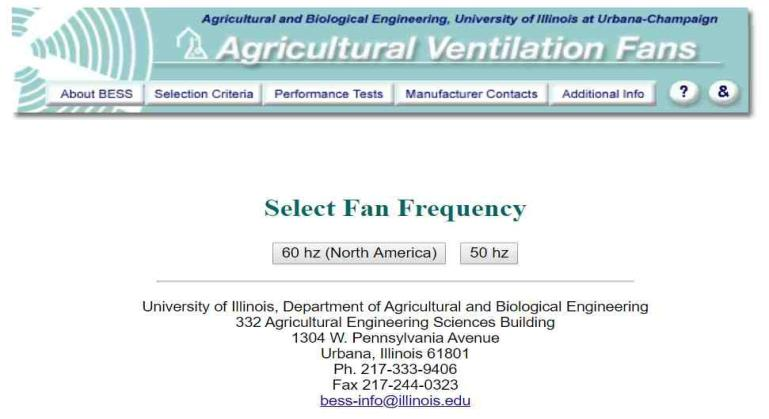 Agricultural and Biological Engineering, University of Illinois at Urbana-Champaign
Agricultural Ventilation Fans
About BESS Selection Criteria Performance Tests Manufacturer Contacts Additional Info ? &
Select Fan Frequency
60 hz (North America) 50 hz
University of Illinois, Department of Agricultural and Biological Engineering
332 Agricultural Engineering Sciences Building
1304 W. Pennsylvania Avenue
Urbana, Illinois 61801
Ph. 217-333-9406
Fax 217-244-0323
bess-info@illinois.edu